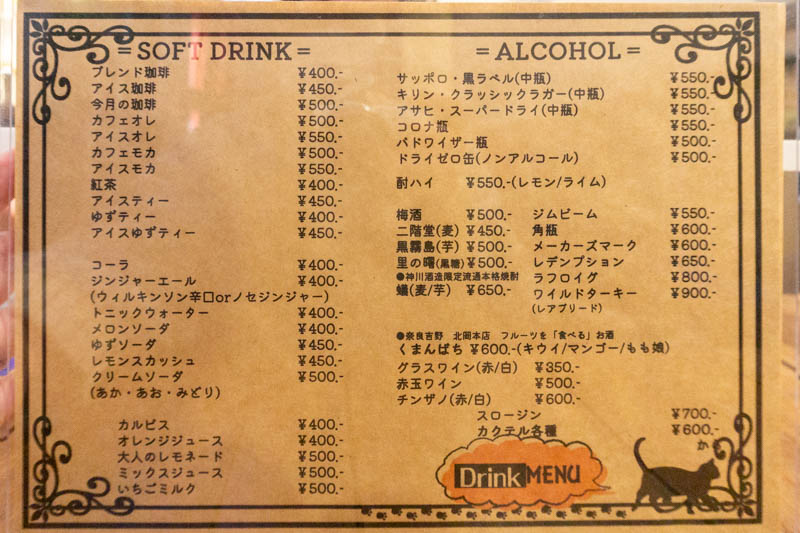 = SOFT DRINK =
ブレンド珈琲 ¥400.-
アイス珈琲 ¥450.-
今月の珈琲 ¥500.-
カフェオレ ¥500.-
アイスオレ ¥550.-
カフェモカ ¥500.-
アイスモカ ¥550.-
紅茶 ¥400.-
アイスティー ¥450.-
ゆずティー ¥400.-
アイスゆずティー ¥450.-
コーラ ¥400.-
ジンジャーエール ¥400.-
(ウィルキンソン辛口orノセジンジャー)
トニックウォーター ¥400.-
メロンソーダ ¥400.-
ゆずソーダ ¥450.-
レモンスカッシュ ¥450.-
クリームソーダ ¥500.-
(あか・あお・みどり)
カルピス ¥400.-
オレンジジュース ¥400.-
大人のレモネード ¥500.-
ミックスジュース ¥500.-
いちごミルク ¥500.-
= ALCOHOL =
サッポロ・黒ラベル(中瓶) ¥550.-
キリン・クラッシックラガー(中瓶) ¥550.-
アサヒ・スーパードライ(中瓶) ¥550.-
コロナ瓶 ¥550.-
バドワイザー瓶 ¥500.-
ドライゼロ缶(ノンアルコール) ¥500.-
酎ハイ ¥550.-(レモン/ライム)
梅酒 ¥500.- ジムビーム ¥550.-
二階堂(麦) ¥450.- 角瓶 ¥600.-
黒霧島(芋) ¥500.- メーカーズマーク ¥600.-
里の曙(黒糖) ¥500.- レデンプション ¥650.-
●神川酒造限定流通本格焼酎 ラフロイグ ¥800.-
蟻(麦/芋) ¥650.- ワイルドターキー ¥900.-
(レアブリード)
●奈良吉野 北岡本店 フルーツを「食べる」お酒
くまんばち ¥600.-(キウイ/マンゴー/もも娘)
グラスワイン(赤/白) ¥350.-
赤玉ワイン ¥500.-
チンザノ(赤/白) ¥600.-
スロージン ¥700.-
カクテル各種 ¥600.-
か
Drink MENU